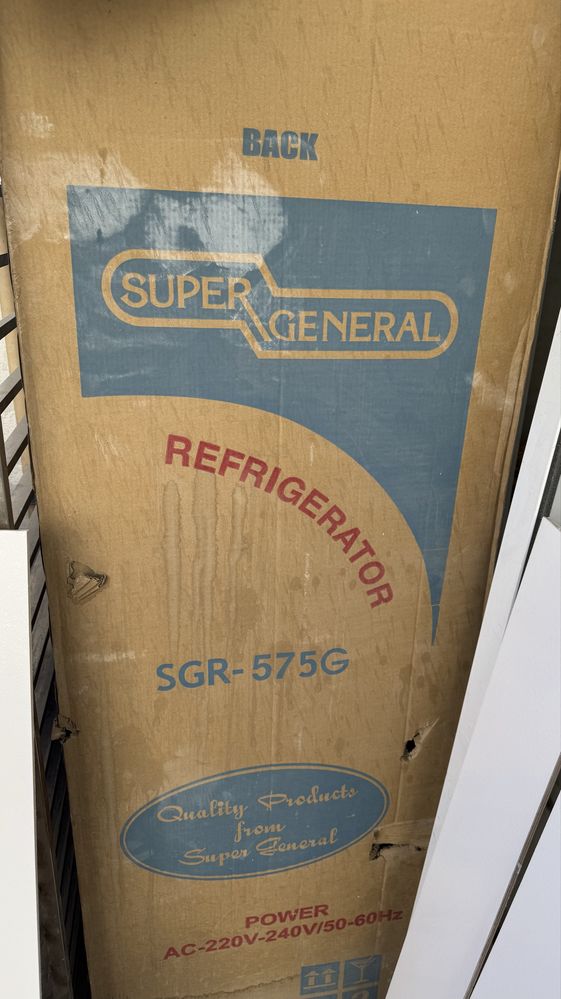 BACK
SUPER
GENERAL
REFRIGERATOR
SGR-575G
Quality Products
from
Super General
POWER
AC-220V-240V/50-60Hz